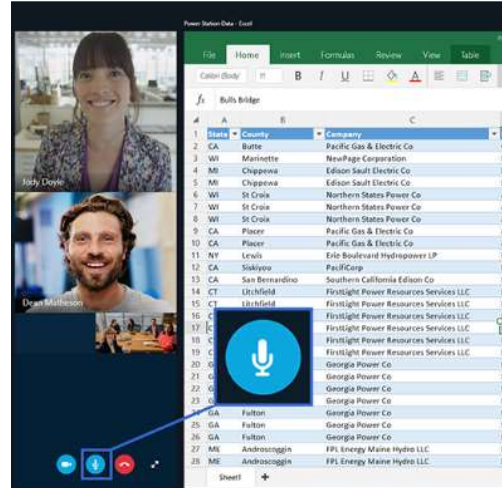 Power Station Data - Excel
File Home Insert Formulas Review View Table
Calibri (Body) 11 B I U A
fx Bulls Bridge
A B C
1 State County Company
2 CA Butte Pacific Gas & Electric Co
3 WI Marinette NewPage Corporation
4 MI Chippewa Edison Sault Electric Co
5 MI Chippewa Edison Sault Electric Co
6 WI St Croix Northern States Power Co
7 WI St Croix Northern States Power Co
8 WI St Croix Northern States Power Co
9 CA Placer Pacific Gas & Electric Co
10 CA Placer Pacific Gas & Electric Co
11 NY Lewis Erie Boulevard Hydropower LP
12 CA Siskiyou PacifiCorp
13 CA San Bernardino Southern California Edison Co
14 CT Litchfield FirstLight Power Resources Services LLC
15 CT Litchfield FirstLight Power Resources Services LLC
16 C FirstLight Power Resources Services LLC
17 C FirstLight Power Resources Services LLC
18 C FirstLight Power Resources Services LLC
19 C FirstLight Power Resources Services LLC
20 G Georgia Power Co
21 G Georgia Power Co
22 G Georgia Power Co
23 G Georgia Power Co
24 GA Fulton Georgia Power Co
25 GA Fulton Georgia Power Co
26 GA Fulton Georgia Power Co
27 ME Androscoggin FPL Energy Maine Hydro LLC
28 ME Androscoggin FPL Energy Maine Hydro LLC
Sheet1 +
Jody Doyle
Dean Matheson